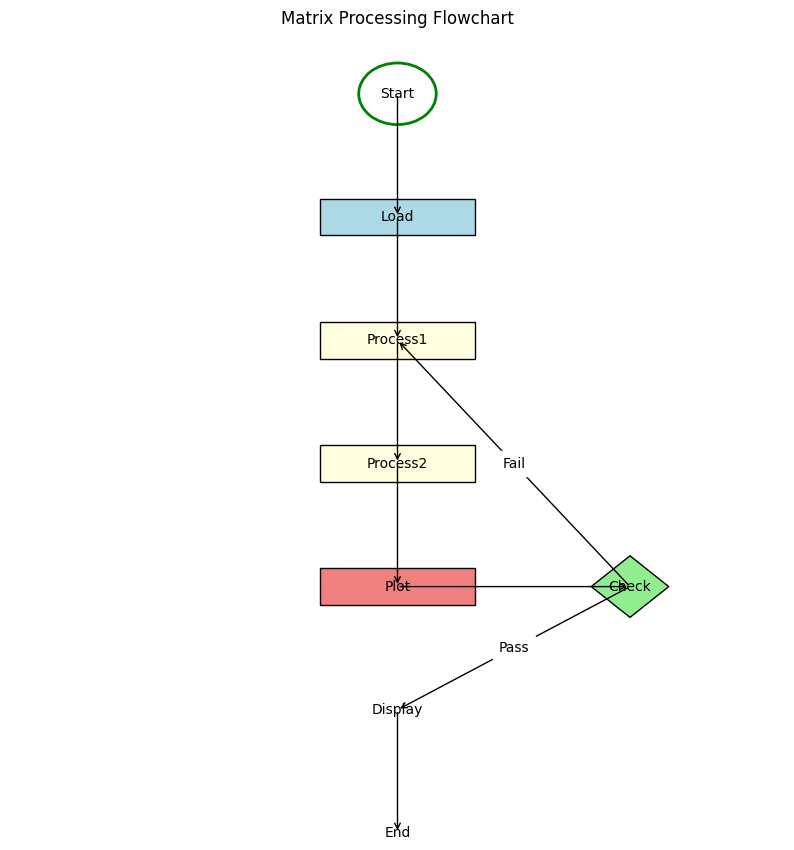 Matrix Processing Flowchart
Start
Load
Process1
Process2
Fail
Plot
Check
Pass
Display
End